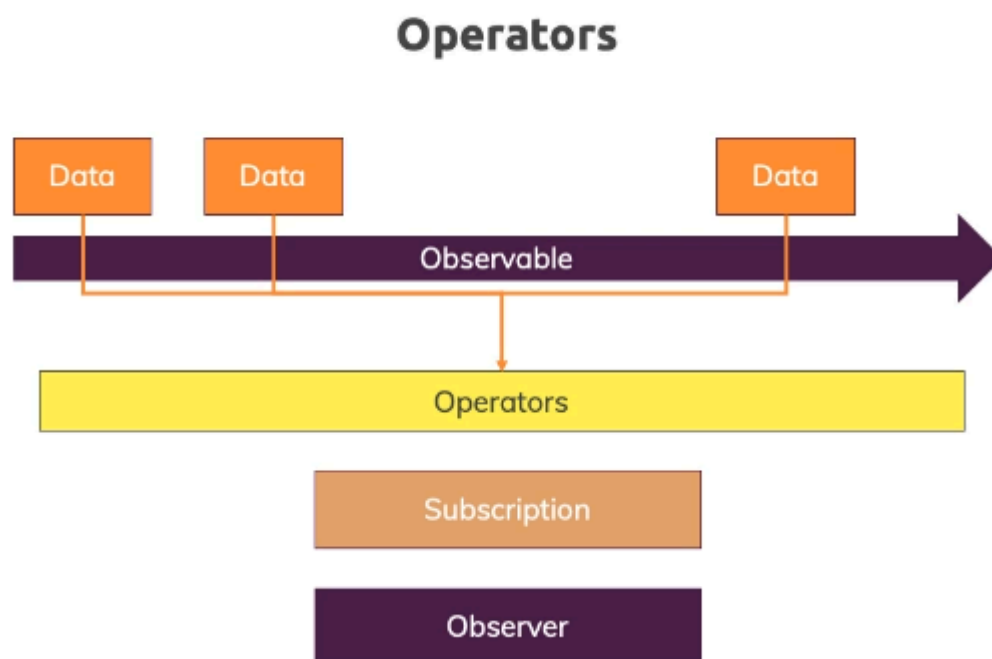 Operators
Data
Data
Data
Observable
Operators
Subscription
Observer